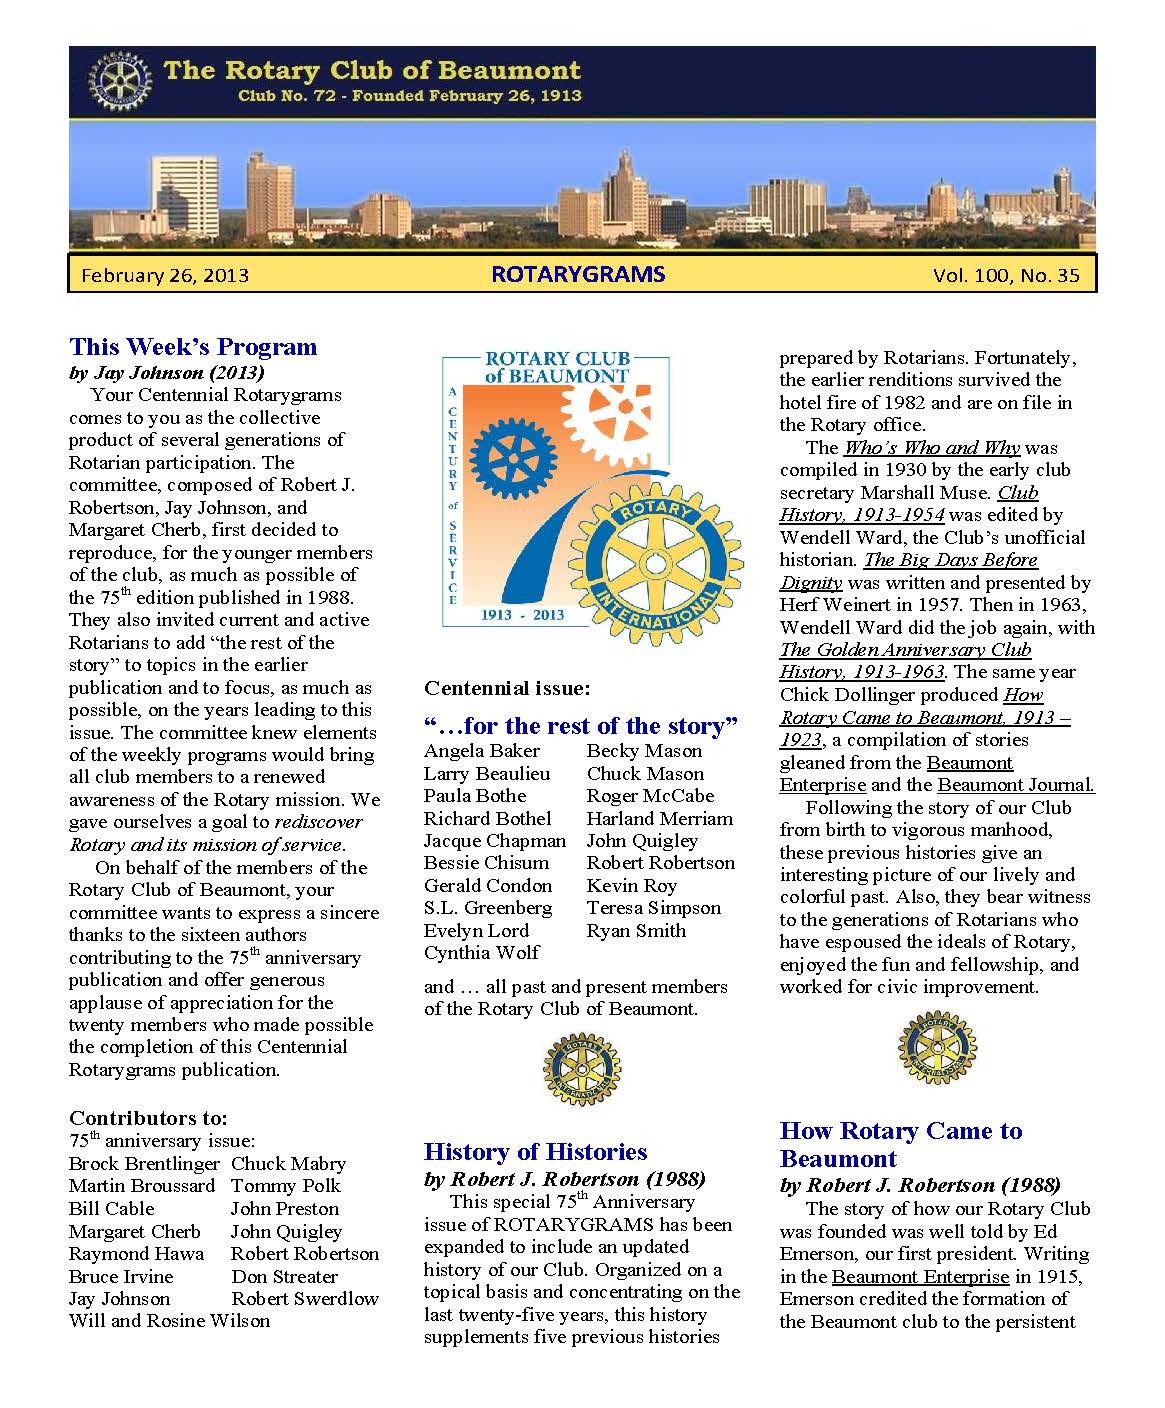 The Rotary Club of Beaumont
Club No. 72 - Founded February 26, 1913
February 26, 2013 ROTARYGRAMS Vol. 100, No. 35
This Week's Program
by Jay Johnson (2013)
Your Centennial Rotarygrams
comes to you as the collective
product of several generations of
Rotarian participation. The
committee, composed of Robert J.
Robertson, Jay Johnson, and
Margaret Cherb, first decided to
reproduce, for the younger members
of the club, as much as possible of
the 75th edition published in 1988.
They also invited current and active
Rotarians to add “the rest of the
story” to topics in the earlier
publication and to focus, as much as
possible, on the years leading to this
issue. The committee knew elements
of the weekly programs would bring
all club members to a renewed
awareness of the Rotary mission. We
gave ourselves a goal to rediscover
Rotary and its mission of service.
On behalf of the members of the
Rotary Club of Beaumont, your
committee wants to express a sincere
thanks to the sixteen authors
contributing to the 75th anniversary
publication and offer generous
applause of appreciation for the
twenty members who made possible
the completion of this Centennial
Rotarygrams publication.
Contributors to:
75th anniversary issue:
Brock Brentlinger Chuck Mabry
Martin Broussard Tommy Polk
Bill Cable John Preston
Margaret Cherb John Quigley
Raymond Hawa Robert Robertson
Bruce Irvine Don Streater
Jay Johnson Robert Swerdlow
Will and Rosine Wilson
ROTARY CLUB
of BEAUMONT
A CENTURY of SERVICE
ROTARY
INTERNATIONAL
1913 - 2013
Centennial issue:
“…for the rest of the story”
Angela Baker Becky Mason
Larry Beaulieu Chuck Mason
Paula Bothe Roger McCabe
Richard Bothel Harland Merriam
Jacque Chapman John Quigley
Bessie Chisum Robert Robertson
Gerald Condon Kevin Roy
S.L. Greenberg Teresa Simpson
Evelyn Lord Ryan Smith
Cynthia Wolf
and … all past and present members
of the Rotary Club of Beaumont.
ROTARY
INTERNATIONAL
History of Histories
by Robert J. Robertson (1988)
This special 75th Anniversary
issue of ROTARYGRAMS has been
expanded to include an updated
history of our Club. Organized on a
topical basis and concentrating on the
last twenty-five years, this history
supplements five previous histories
prepared by Rotarians. Fortunately,
the earlier renditions survived the
hotel fire of 1982 and are on file in
the Rotary office.
The Who's Who and Why was
compiled in 1930 by the early club
secretary Marshall Muse. Club
History, 1913-1954 was edited by
Wendell Ward, the Club's unofficial
historian. The Big Days Before
Dignity was written and presented by
Herf Weinert in 1957. Then in 1963,
Wendell Ward did the job again, with
The Golden Anniversary Club
History, 1913-1963. The same year
Chick Dollinger produced How
Rotary Came to Beaumont, 1913 –
1923, a compilation of stories
gleaned from the Beaumont
Enterprise and the Beaumont Journal.
Following the story of our Club
from birth to vigorous manhood,
these previous histories give an
interesting picture of our lively and
colorful past. Also, they bear witness
to the generations of Rotarians who
have espoused the ideals of Rotary,
enjoyed the fun and fellowship, and
worked for civic improvement.
ROTARY
INTERNATIONAL
How Rotary Came to
Beaumont
by Robert J. Robertson (1988)
The story of how our Rotary Club
was founded was well told by Ed
Emerson, our first president. Writing
in the Beaumont Enterprise in 1915,
Emerson credited the formation of
the Beaumont club to the persistent